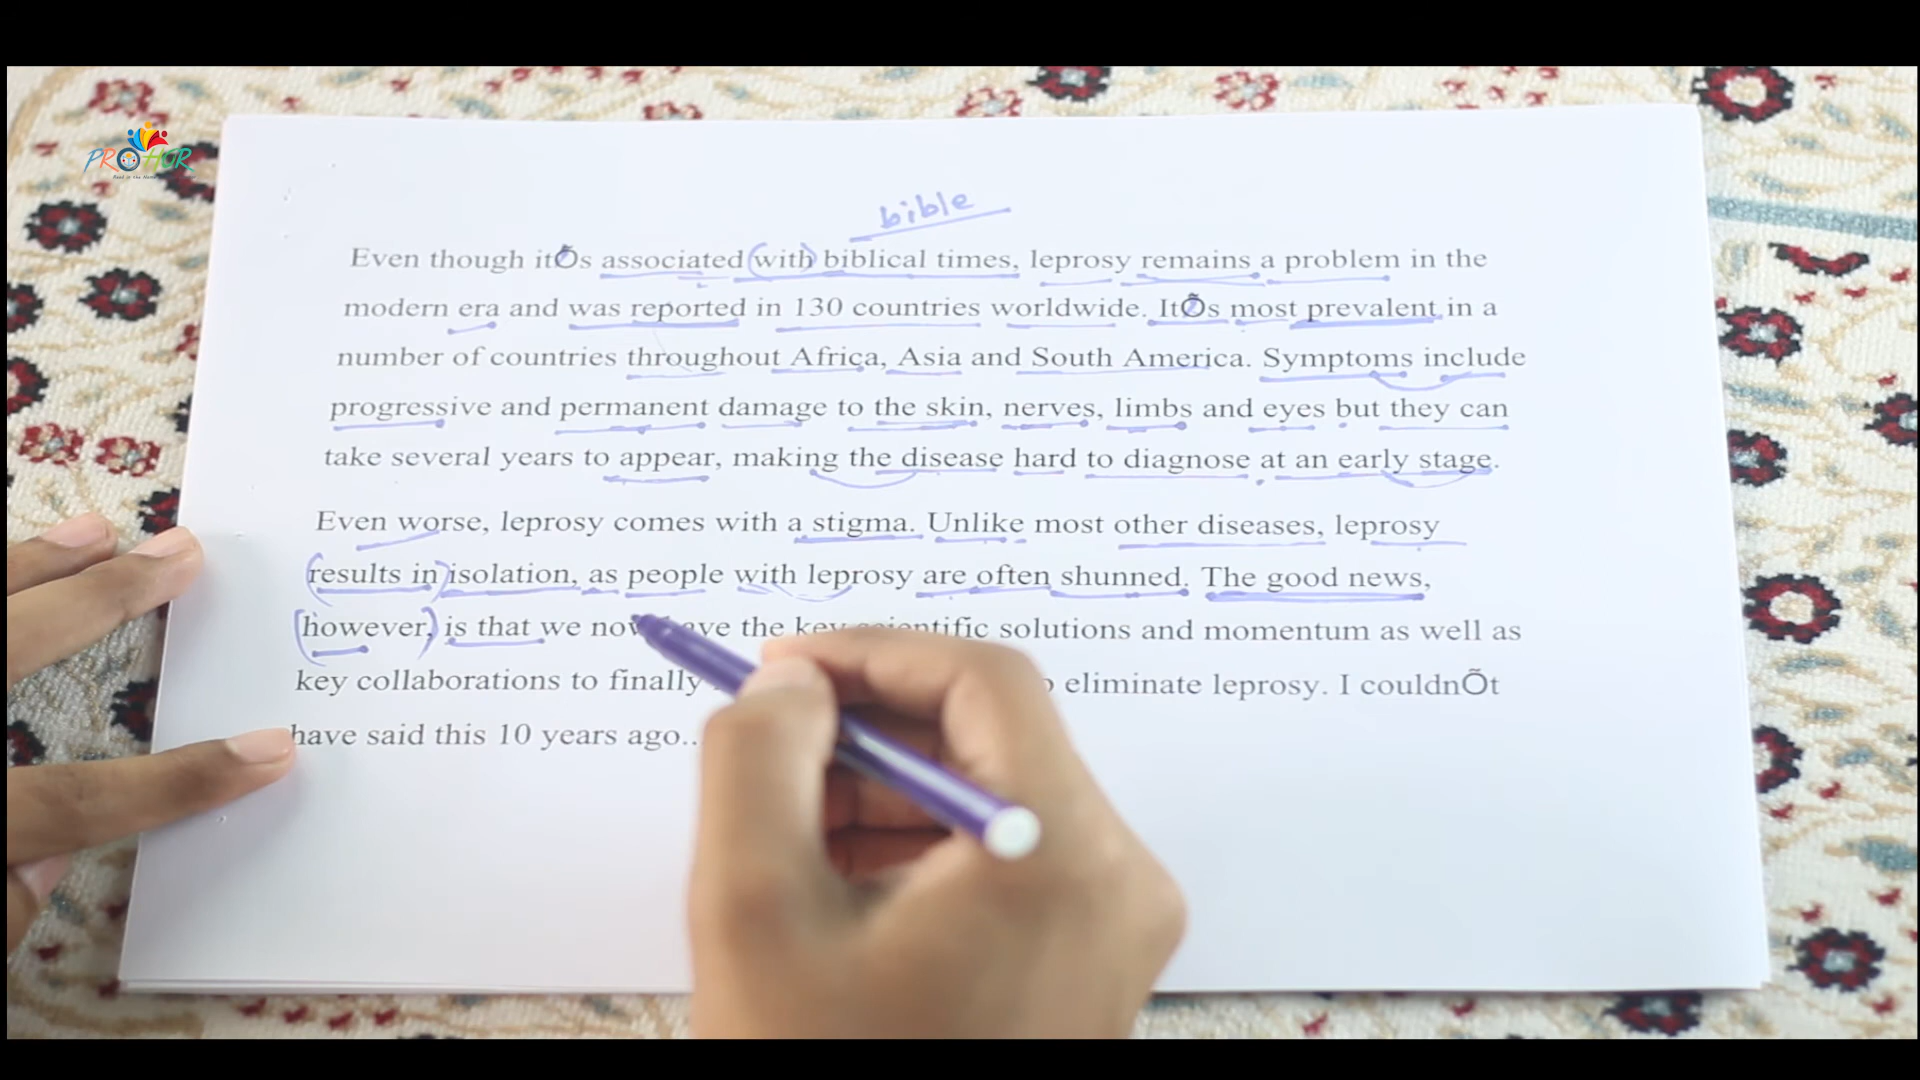 PROHOR
bible
Even though itÕs associated with biblical times, leprosy remains a problem in the
modern era and was reported in 130 countries worldwide. ItÕs most prevalent in a
number of countries throughout Africa, Asia and South America. Symptoms include
progressive and permanent damage to the skin, nerves, limbs and eyes but they can
take several years to appear, making the disease hard to diagnose at an early stage.
Even worse, leprosy comes with a stigma. Unlike most other diseases, leprosy
results in isolation, as people with leprosy are often shunned. The good news,
however, is that we now have the key scientific solutions and momentum as well as
key collaborations to finally eliminate leprosy. I couldnÕt
have said this 10 years ago..